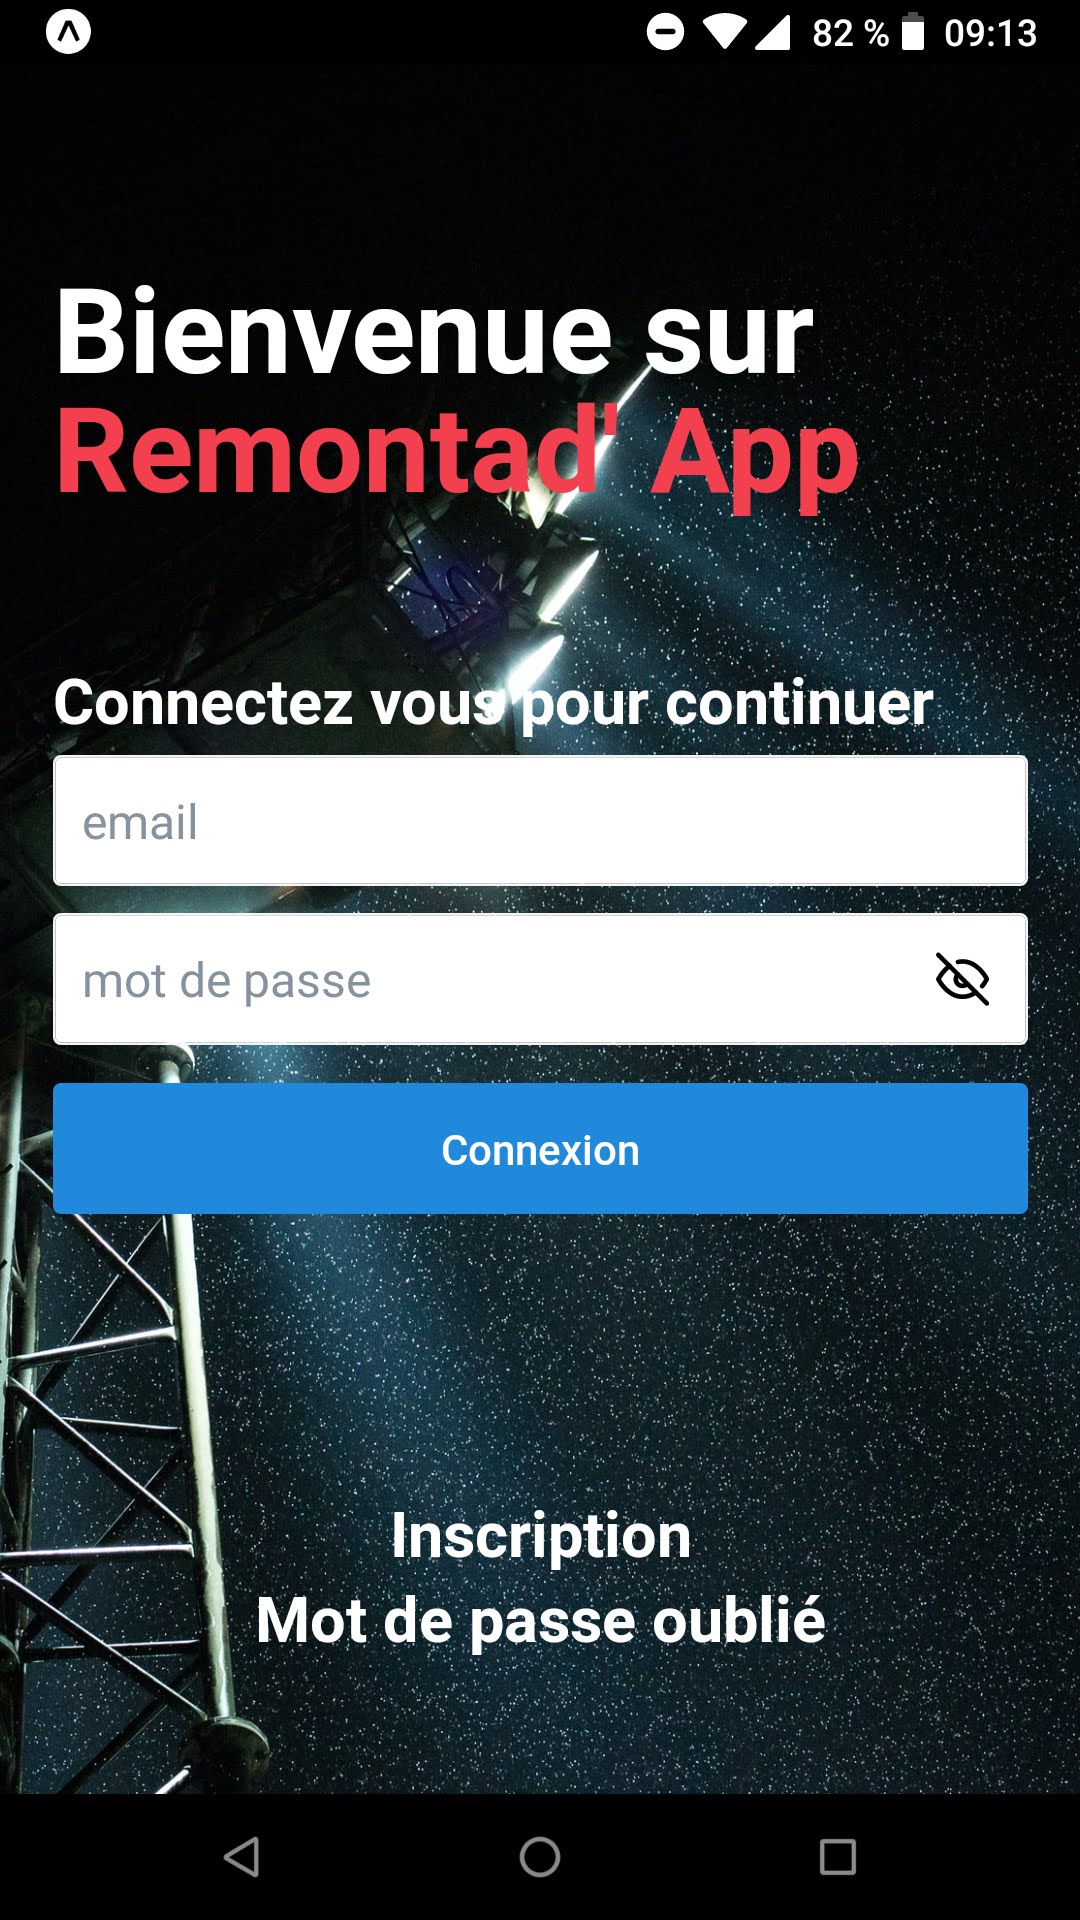 82 % 09:13
Bienvenue sur
Remontad' App
Connectez vous pour continuer
email
mot de passe
Connexion
Inscription
Mot de passe oublié